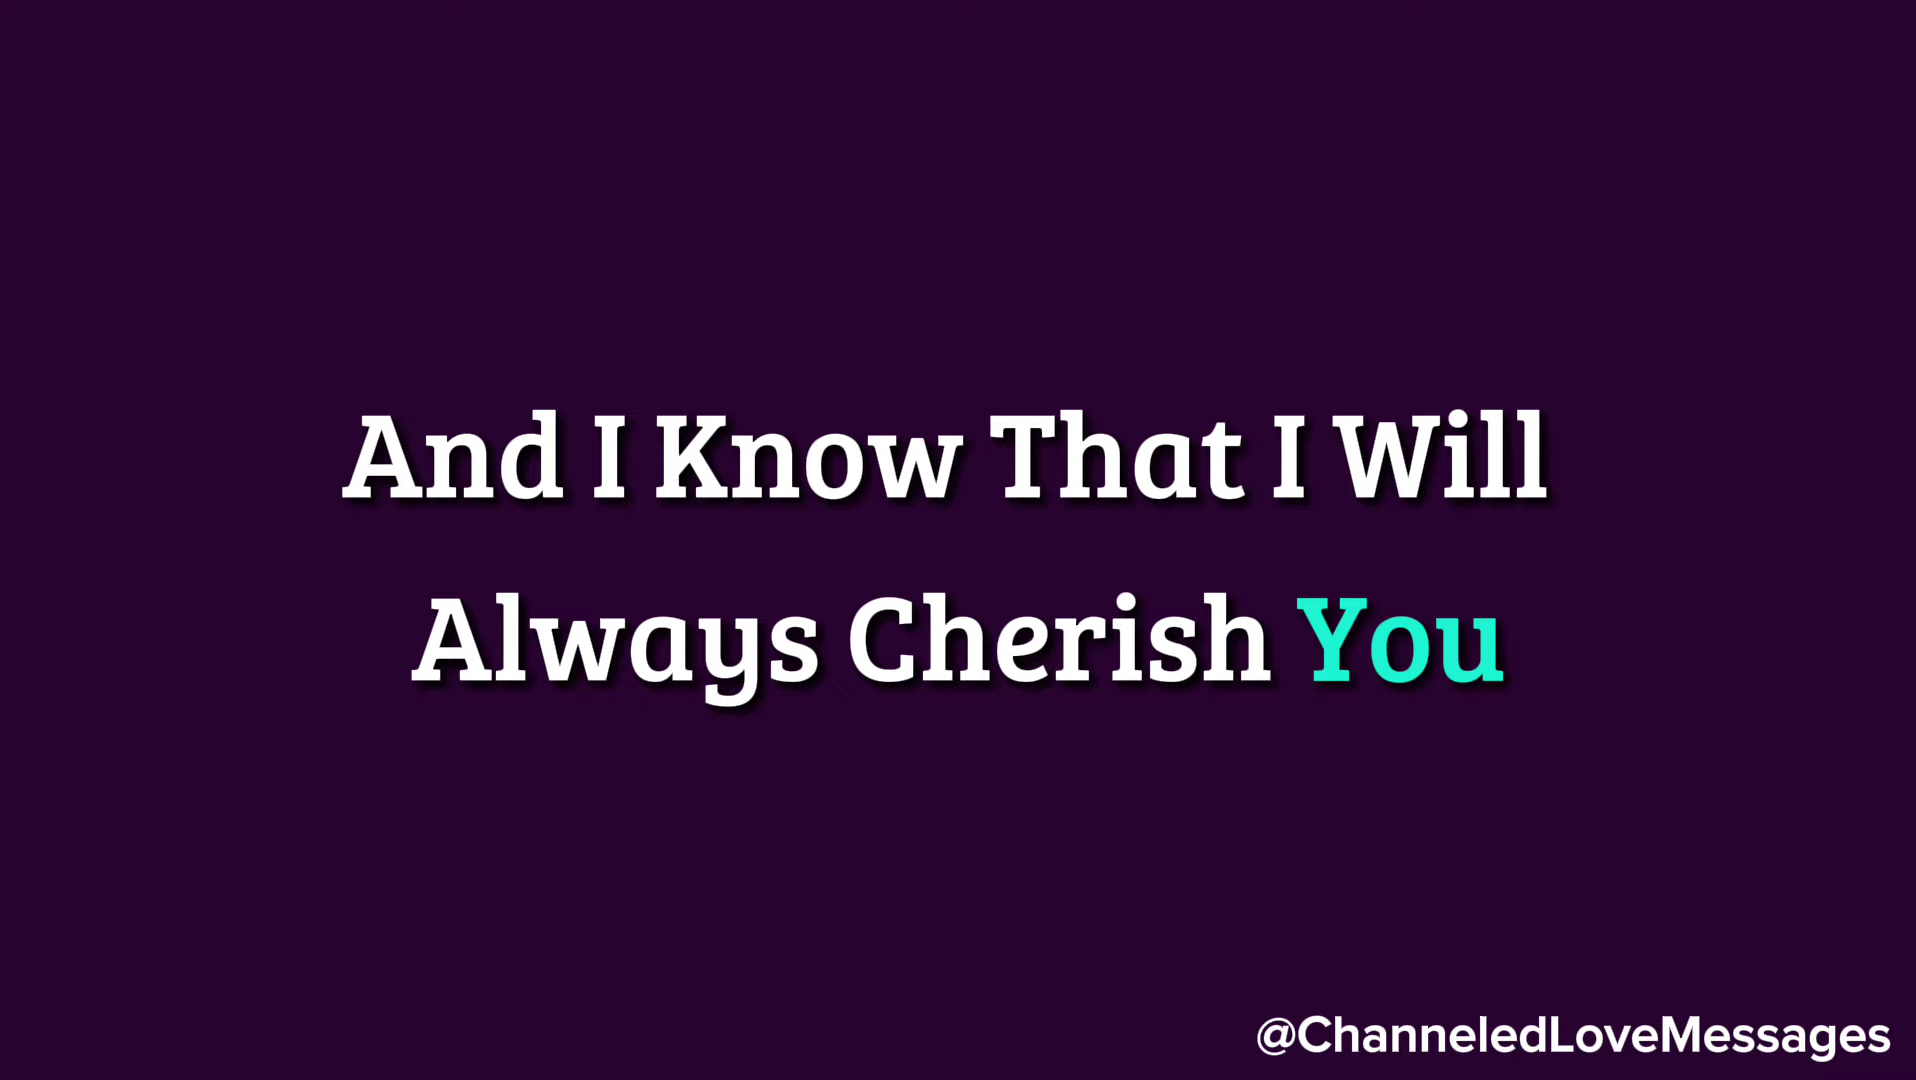 And I Know That I Will
Always Cherish You
@ChanneledLoveMessages